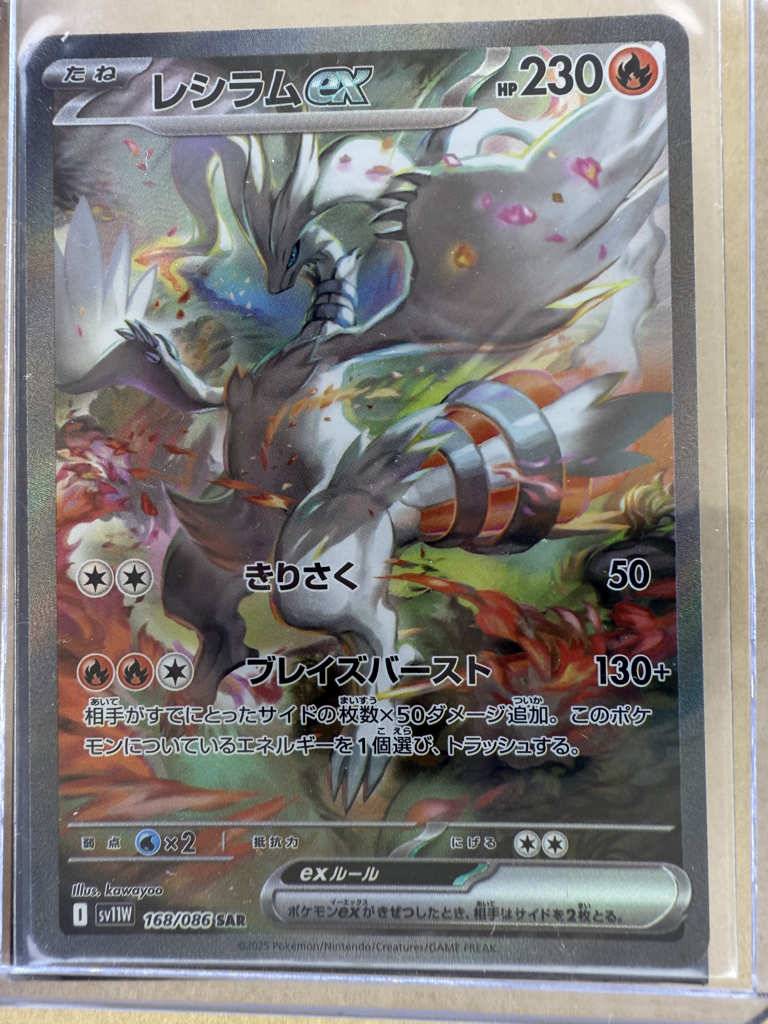 たね
レシラムex
HP230
きりさく 50
ブレイズバースト 130+
相手がすでにとったサイドの枚数×50ダメージ追加。このポケ
モンについているエネルギーを1個選び、トラッシュする。
弱点 ×2 抵抗力 にげる
exルール
ポケモンexがきぜつしたとき、相手はサイドを2枚とる。
Illus. kawayoo
I sv11W 168/086 SAR
©2025 Pokémon/Nintendo/Creatures/GAME FREAK.